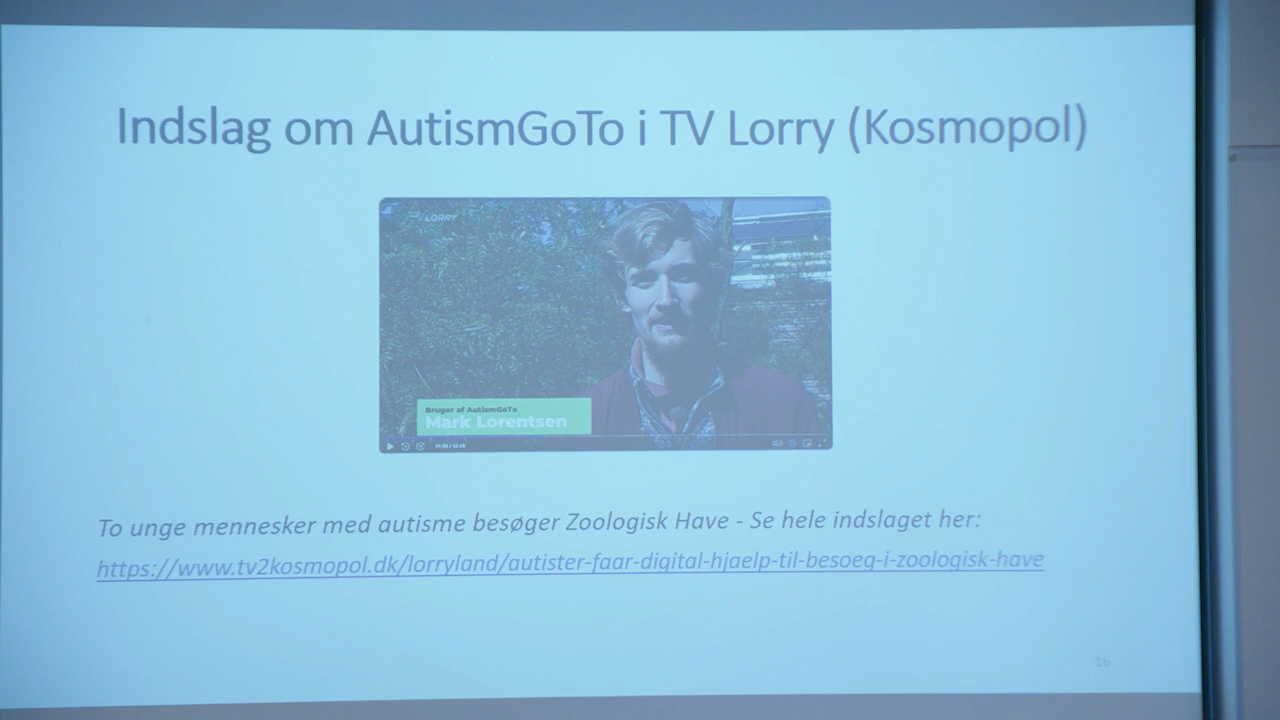 Indslag om AutismGoTo i TV Lorry (Kosmopol)
LORRY
Bruger af AutismGoTo
Mark Lorentsen
To unge mennesker med autisme besøger Zoologisk Have - Se hele indslaget her:
https://www.tv2kosmopol.dk/lorryland/autister-faar-digital-hjaelp-til-besoeg-i-zoologisk-have
16